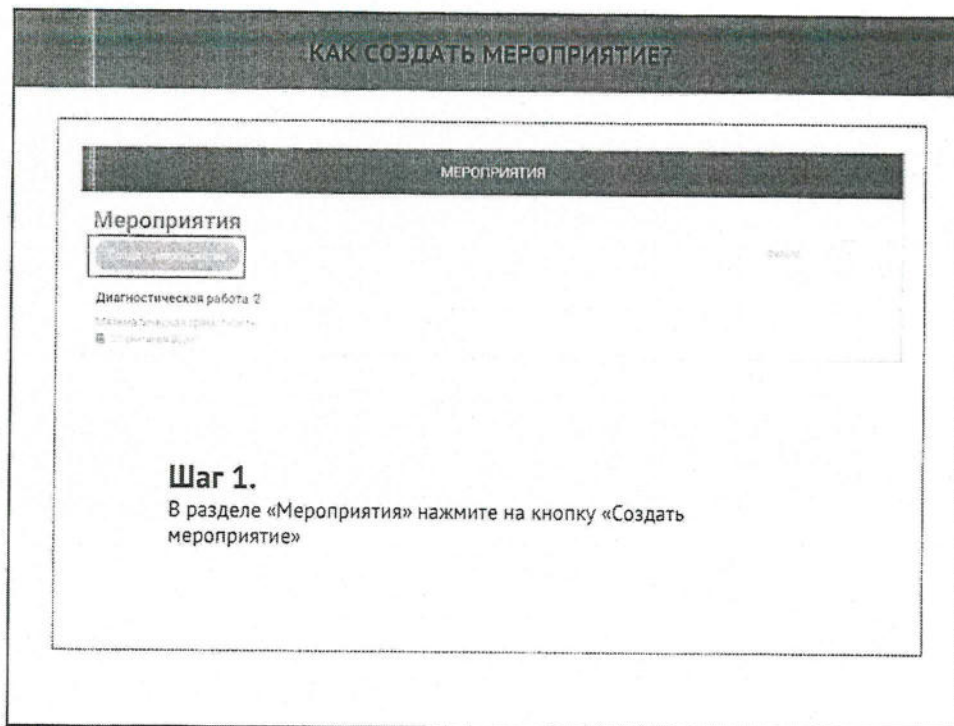 КАК СОЗДАТЬ МЕРОПРИЯТИЕ?
МЕРОПРИЯТИЯ
Мероприятия
Диагностическая работа 2
Шаг 1.
В разделе «Мероприятия» нажмите на кнопку «Создать
мероприятие»